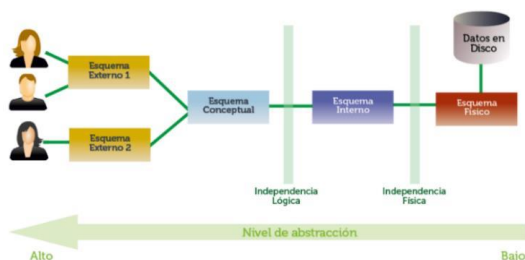 Datos en
Disco
Esquema
Externo 1
Esquema
Conceptual
Esquema
Interno
Esquema
Físico
Esquema
Externo 2
Independencia
Lógica
Independencia
Física
Nivel de abstracción
Alto
Bajo